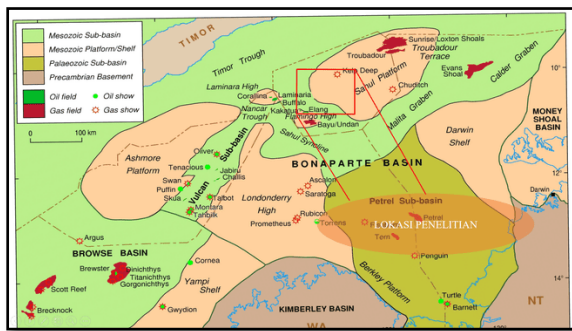 Mesozoic Sub-basin
Mesozoic Platform/Shelf
Palaeozoic Sub-basin
Precambrian Basement
Oil field
Oil show
Gas field
Gas show
0
100 km
TIMOR
Timor Trough
Troubadour
Sunrise/Loxton Shoals
Troubadour
Terrace
Evans
Shoal
Calder Graben
10°
Kelp Deep
Sahul Platform
Chuditch
Laminaria High
Laminaria
Corallina
Buffalo
Kakatua
Elang
Nancar
Trough
Flamingo High
Bayu/Undan
Malita Graben
Sahul Syncline
MONEY
SHOAL
BASIN
Darwin
Shelf
Oliver
Sub-basin
Ashmore
Platform
Tenacious
Jabiru
Challis
BONAPARTE BASIN
12°
Swan
Puffin
Skua
Vulcan
Talbot
Montara
Tahbilk
Ascalon
Saratoga
Londonderry
High
Petrel Sub-basin
Darwin
Rubicon
Prometheus
Torrens
Petrel
LOKASI PENELITIAN
Tern
Argus
BROWSE BASIN
Cornea
Penguin
Brewster
Dinichthys
Titanichthys
Gorgonichthys
Berkley Platform
Scott Reef
Yampi
Shelf
Turtle
Barnett
14°
Brecknock
Gwydion
KIMBERLEY BASIN
NT
WA